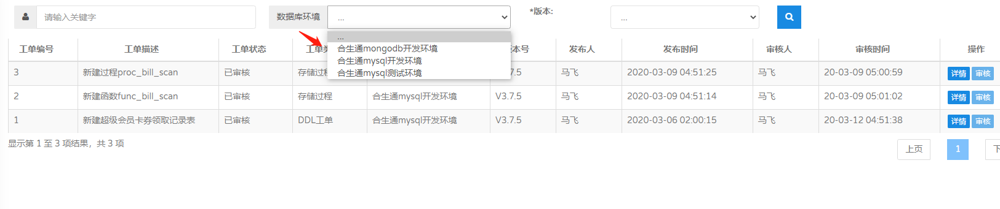 请输入关键字 数据库环境 ... *版本: ...
...
合生通mongodb开发环境
合生通mysql开发环境
合生通mysql测试环境
工单编号 工单描述 工单状态 工单类 本号 发布人 发布时间 审核人 审核时间 操作
3 新建过程proc_bill_scan 已审核 存储过程 7.5 马飞 2020-03-09 04:51:25 马飞 20-03-09 05:00:59 详情 审核
2 新建函数func_bill_scan 已审核 存储过程 合生通mysql开发环境 V3.7.5 马飞 2020-03-09 04:51:14 马飞 20-03-09 05:01:02 详情 审核
1 新建超级会员卡券领取记录表 已审核 DDL工单 合生通mysql开发环境 V3.7.5 马飞 2020-03-06 02:00:15 马飞 20-03-12 04:51:38 详情 审核
显示第 1 至 3 项结果，共 3 项
上页 1 下